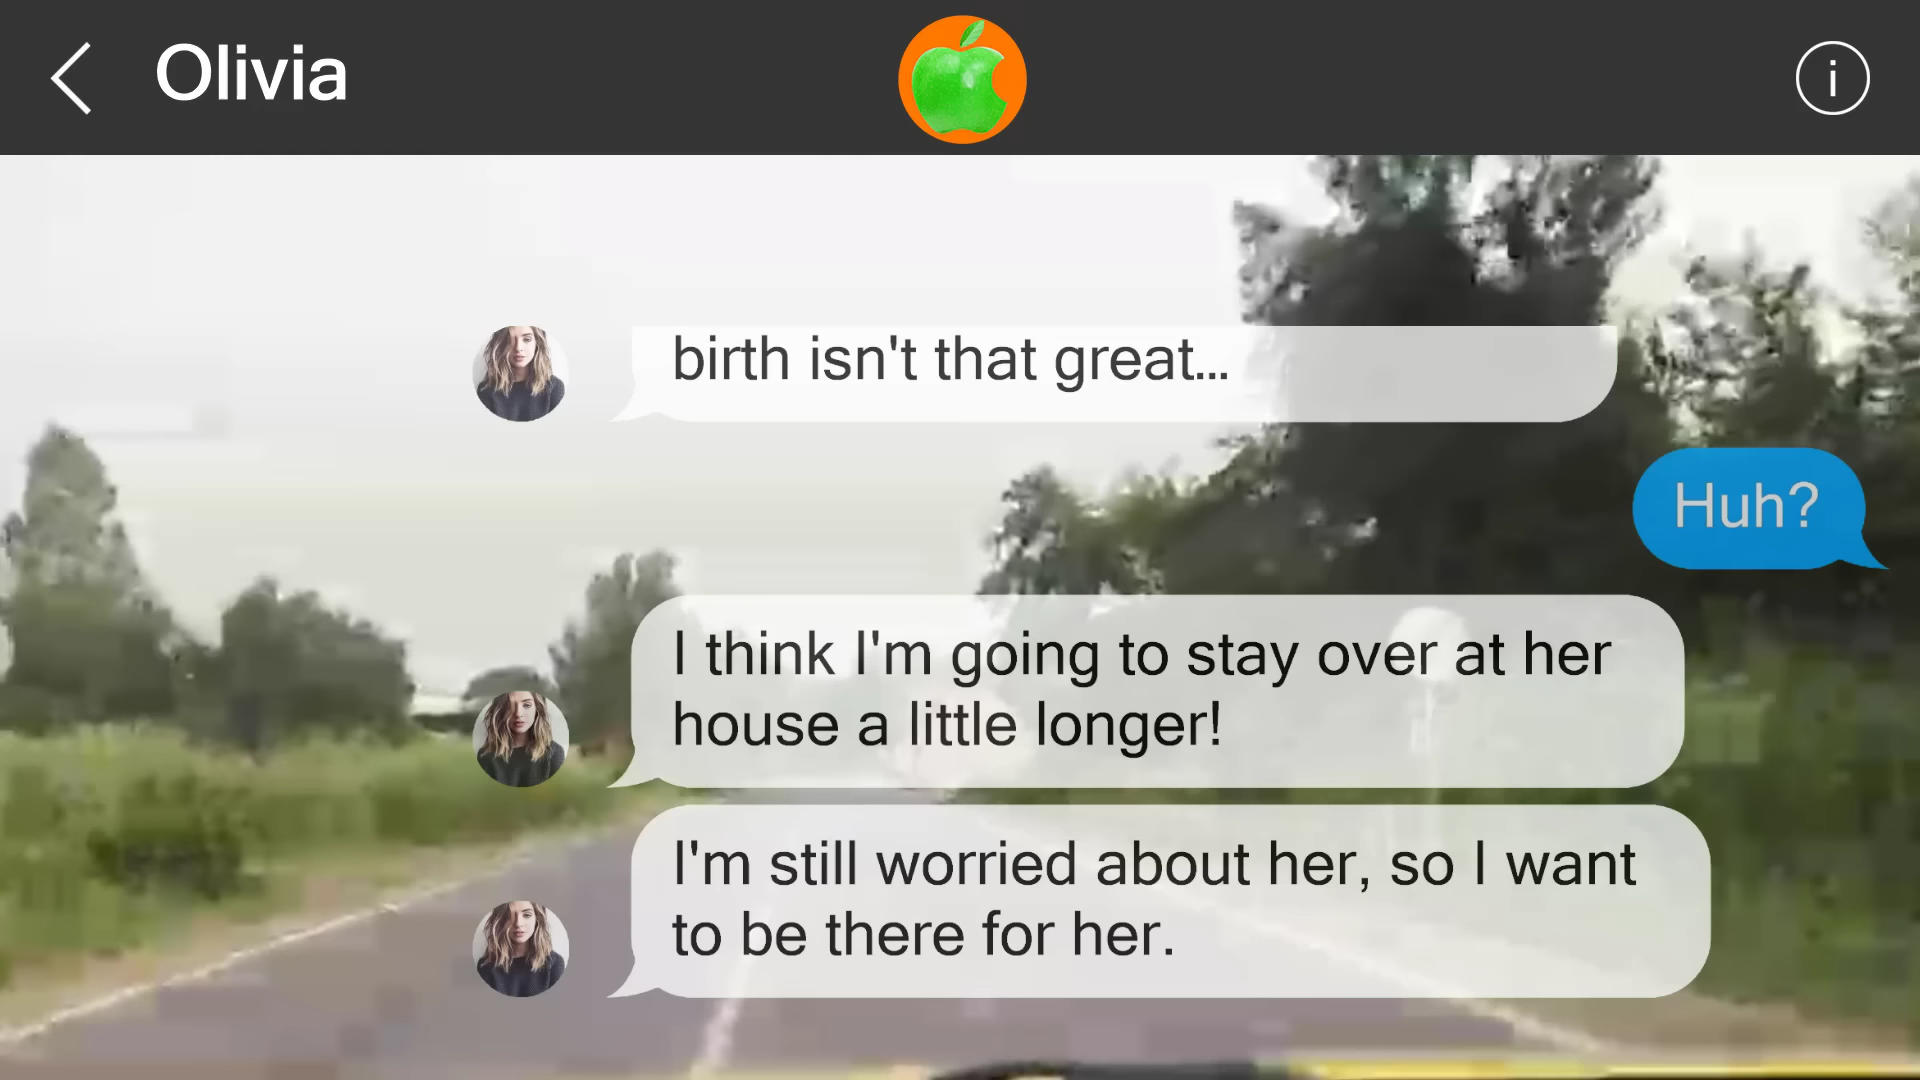 Olivia
i
birth isn't that great...
Huh?
I think I'm going to stay over at her
house a little longer!
I'm still worried about her, so I want
to be there for her.